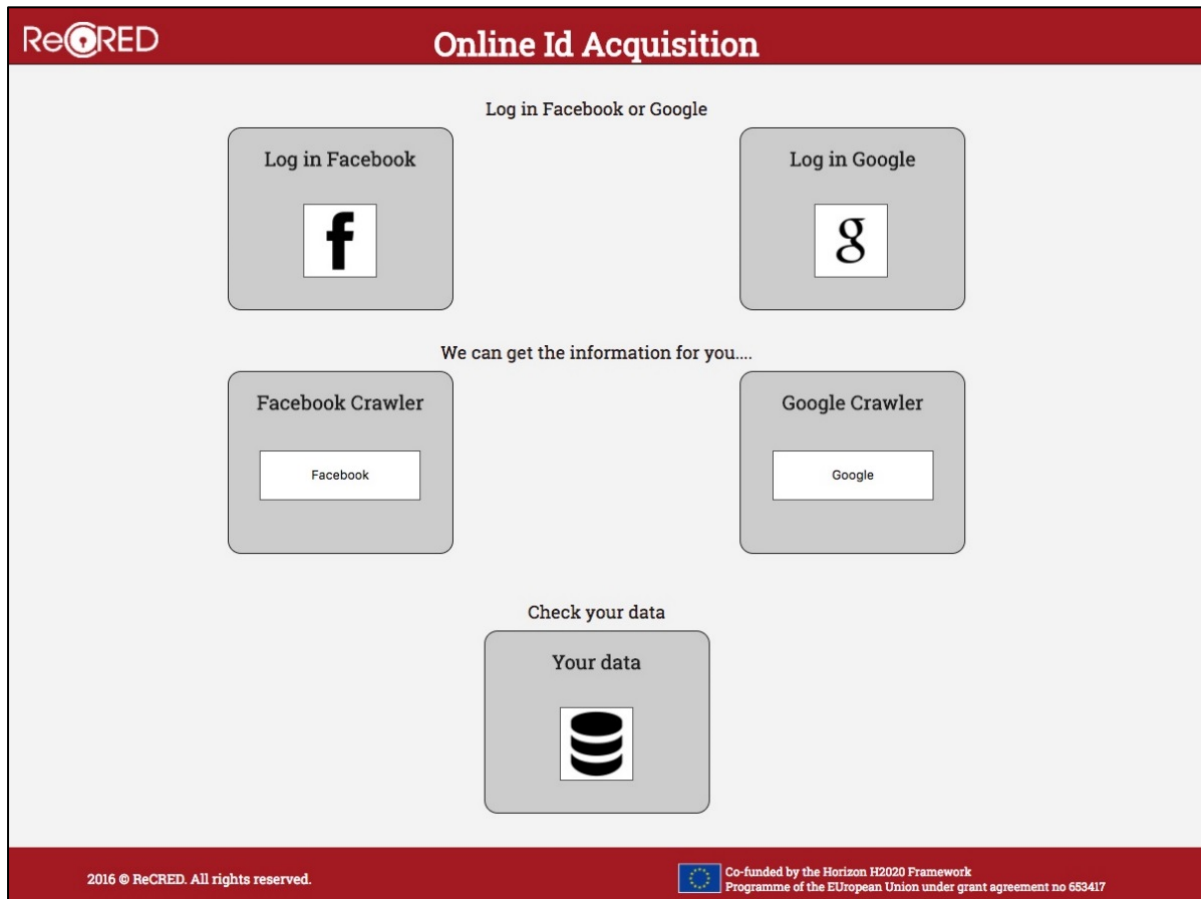 ReCRED
Online Id Acquisition
Log in Facebook or Google
Log in Facebook
Log in Google
f
g
We can get the information for you....
Facebook Crawler
Google Crawler
Facebook
Google
Check your data
Your data
2016 © ReCRED. All rights reserved.
Co-funded by the Horizon H2020 Framework
Programme of the EUropean Union under grant agreement no 653417